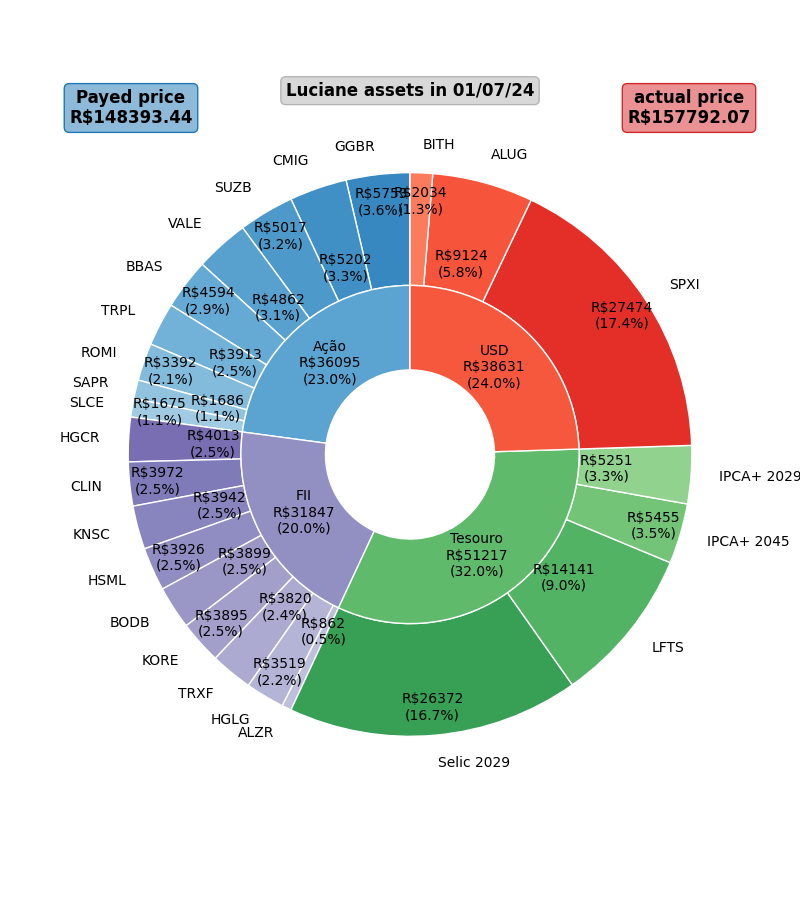 Luciane assets in 01/07/24
Payed price
R$148393.44
actual price
R$157792.07
BITH
R$2034
(1.3%)
ALUG
R$9124
(5.8%)
SPXI
R$27474
(17.4%)
IPCA+ 2029
R$5251
(3.3%)
IPCA+ 2045
R$5455
(3.5%)
LFTS
R$14141
(9.0%)
Selic 2029
R$26372
(16.7%)
ALZR
R$862
(0.5%)
HGLG
R$3519
(2.2%)
TRXF
R$3820
(2.4%)
KORE
R$3895
(2.5%)
BODB
R$3899
(2.5%)
HSML
R$3926
(2.5%)
KNSC
R$3942
(2.5%)
CLIN
R$3972
(2.5%)
HGCR
R$4013
(2.5%)
SLCE
R$1675
(1.1%)
SAPR
R$1686
(1.1%)
ROMI
R$3392
(2.1%)
TRPL
R$3913
(2.5%)
BBAS
R$4594
(2.9%)
VALE
R$4862
(3.1%)
SUZB
R$5017
(3.2%)
CMIG
R$5202
(3.3%)
GGBR
(3.6%)
USD
R$38631
(24.0%)
Ação
R$36095
(23.0%)
FII
R$31847
(20.0%)
Tesouro
R$51217
(32.0%)